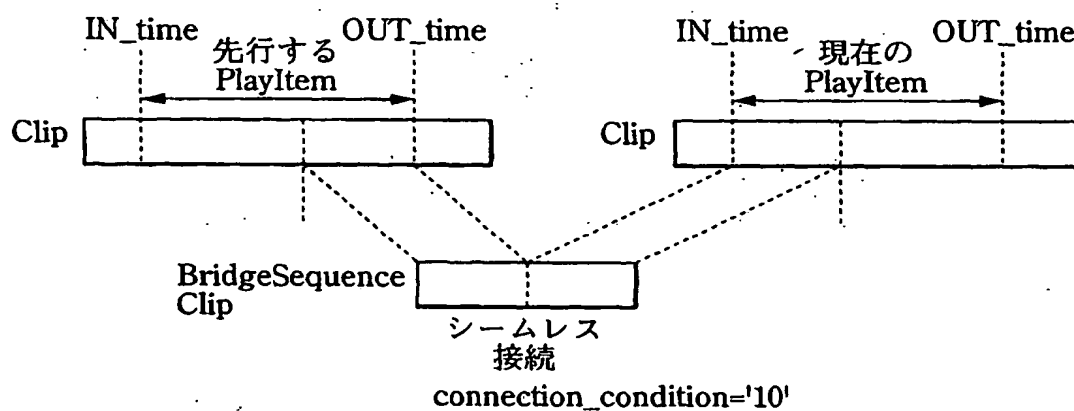 IN_time
OUT_time
先行する
PlayItem
Clip
IN_time
OUT_time
現在の
PlayItem
Clip
BridgeSequence
Clip
シームレス
接続
connection_condition='10'